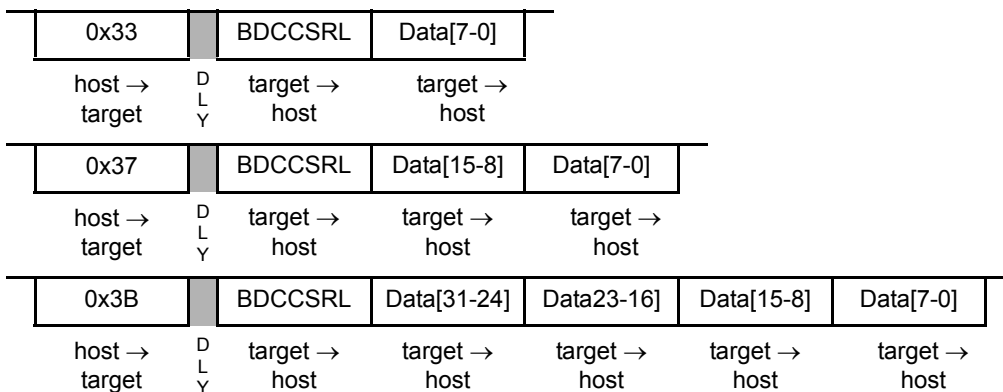 0x33 BDCCSRL Data[7-0]
host → D target → target →
L
target Y host host
0x37 BDCCSRL Data[15-8] Data[7-0]
host → D target → target → target →
L
target Y host host host
0x3B BDCCSRL Data[31-24] Data23-16] Data[15-8] Data[7-0]
host → D target → target → target → target → target →
L
target Y host host host host host